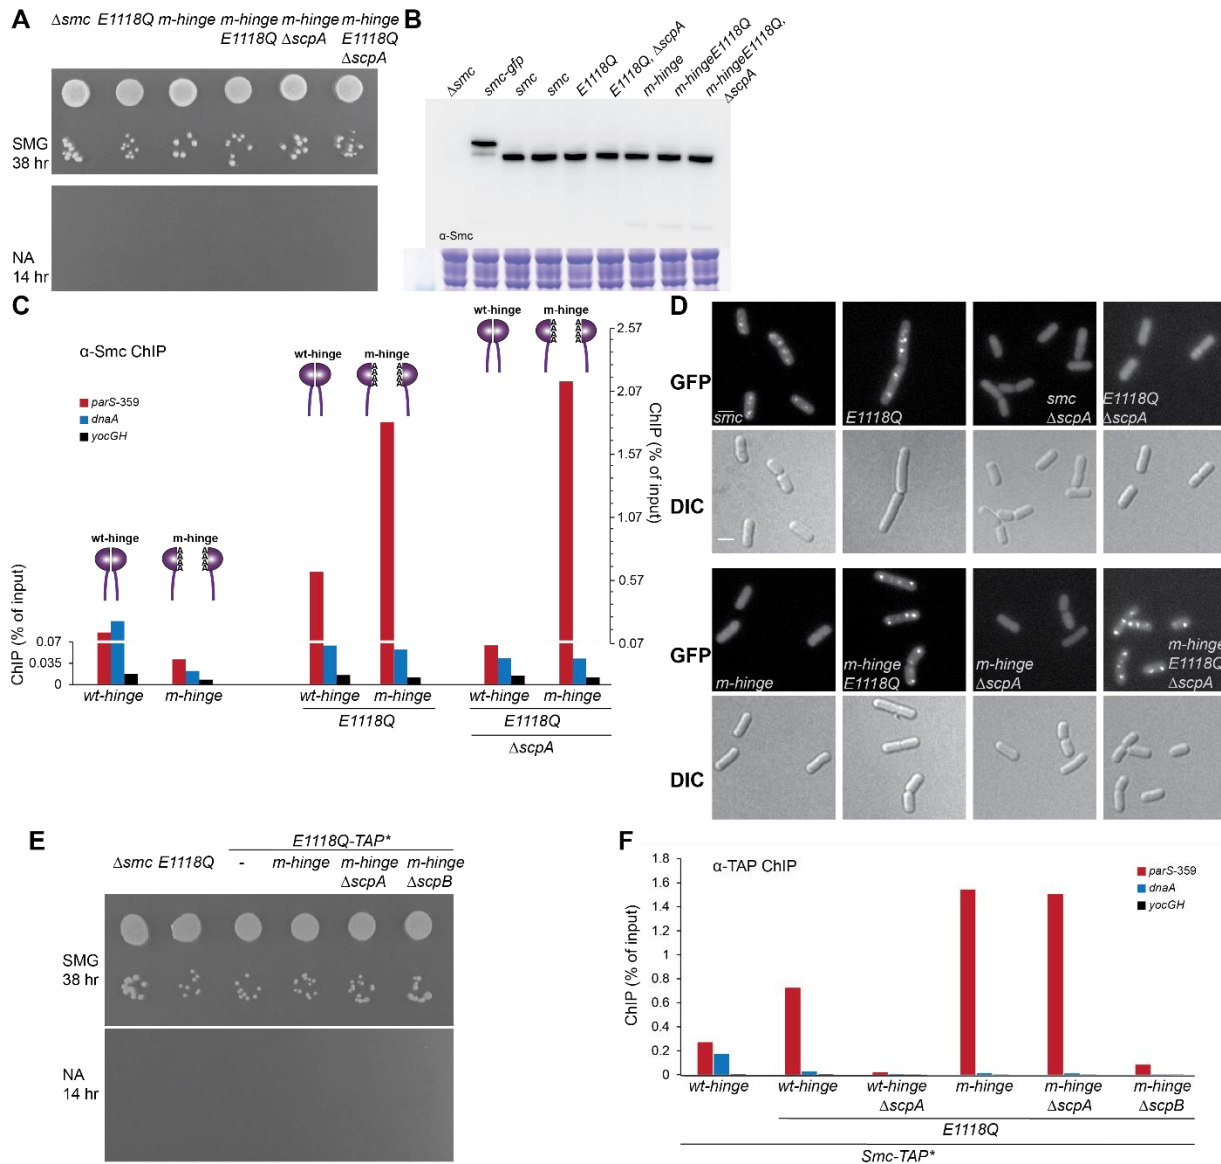 A
Δsmc E1118Q m-hinge m-hinge m-hinge m-hinge
E1118Q ΔscpA E1118Q
ΔscpA
SMG
38 hr
NA
14 hr
B
Δsmc
smc-gfp
smc
smc
E1118Q
E1118Q, ΔscpA
m-hinge
m-hingeE1118Q
m-hingeE1118Q,
ΔscpA
α-Smc
C
α-Smc ChIP
parS-359
dnaA
yocGH
wt-hinge m-hinge
A
A
A
A
A
A
A
A
wt-hinge m-hinge
A
A
A
A
A
A
A
A
wt-hinge m-hinge
A
A
A
A
A
A
A
A
2.57
2.07
1.57
1.07
0.57
0.07
ChIP (% of input)
0.07
0.035
0
ChIP (% of input)
wt-hinge m-hinge wt-hinge m-hinge wt-hinge m-hinge
E1118Q E1118Q
ΔscpA
D
GFP
smc
E1118Q
smc
ΔscpA
E1118Q
ΔscpA
DIC
GFP
m-hinge
m-hinge
E1118Q
m-hinge
ΔscpA
m-hinge
E1118Q
ΔscpA
DIC
E
E1118Q-TAP*
Δsmc E1118Q - m-hinge m-hinge m-hinge
ΔscpA ΔscpB
SMG
38 hr
NA
14 hr
F
α-TAP ChIP
parS-359
dnaA
yocGH
1.8
1.6
1.4
1.2
1
0.8
0.6
0.4
0.2
0
ChIP (% of input)
wt-hinge wt-hinge wt-hinge m-hinge m-hinge m-hinge
ΔscpA ΔscpA ΔscpB
E1118Q
Smc-TAP*